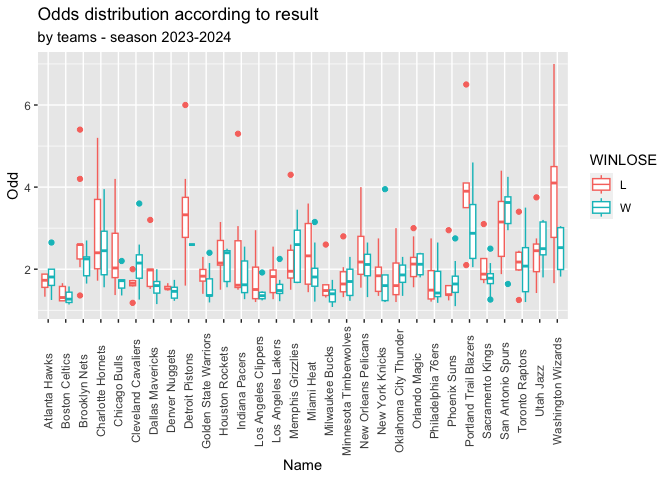 Odds distribution according to result
by teams - season 2023-2024
6
4
2
Odd
Atlanta Hawks
Boston Celtics
Brooklyn Nets
Charlotte Hornets
Chicago Bulls
Cleveland Cavaliers
Dallas Mavericks
Denver Nuggets
Detroit Pistons
Golden State Warriors
Houston Rockets
Indiana Pacers
Los Angeles Clippers
Los Angeles Lakers
Memphis Grizzliles
Miami Heat
Milwaukee Bucks
Minnesota Timberwolves
New Orleans Pelicans
New York Knicks
Oklahoma City Thunder
Orlando Magic
Philadelphia 76ers
Phoenix Suns
Portland Trail Blazers
Sacramento Kings
San Antonio Spurs
Toronto Raptors
Utah Jazz
Washington Wizards
Name
WINLOSE
L
W